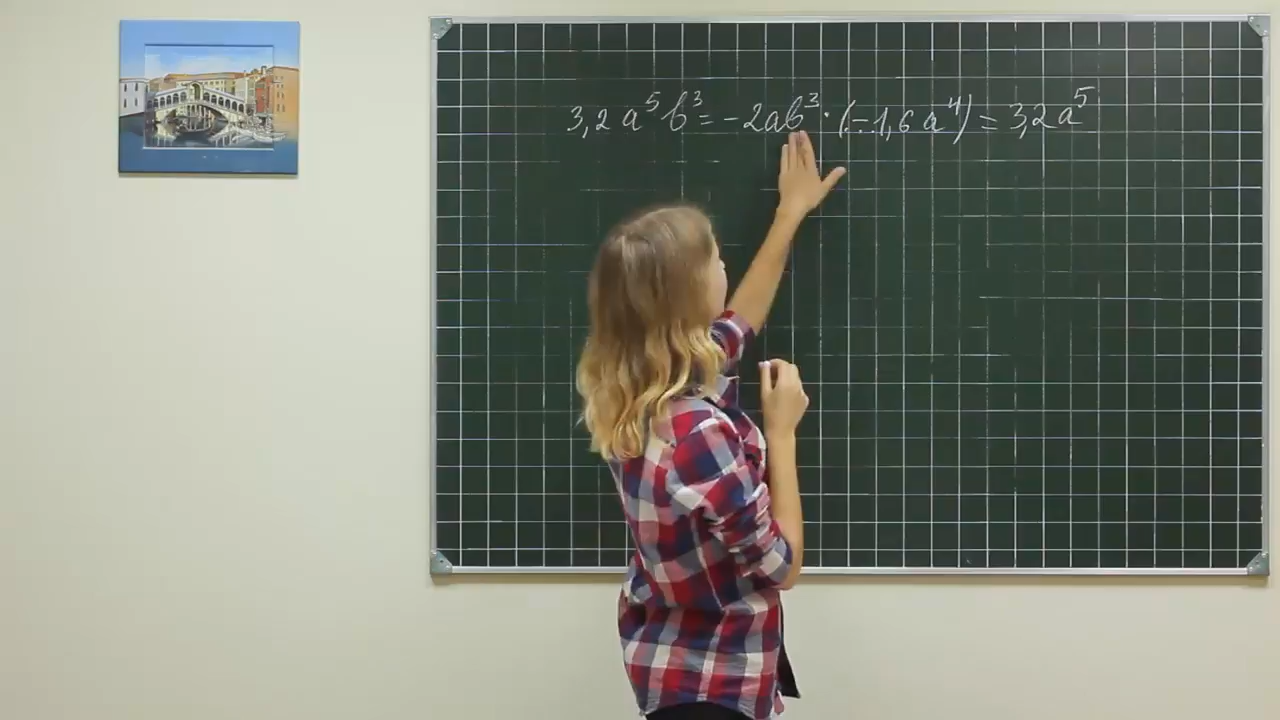 3,2a⁵b³ = -2ab³ · (-1,6a⁴) = 3,2a⁵